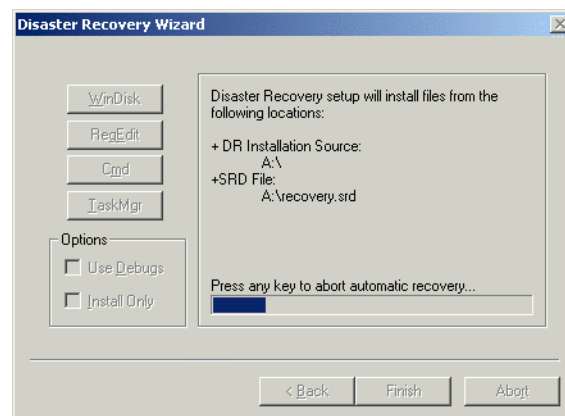 Disaster Recovery Wizard
WinDisk
RegEdit
Cmd
TaskMgr
Options
Use Debugs
Install Only
Disaster Recovery setup will install files from the
following locations:
+ DR Installation Source:
A:\
+SRD File:
A:\recovery.srd
Press any key to abort automatic recovery...
< Back
Finish
Abort